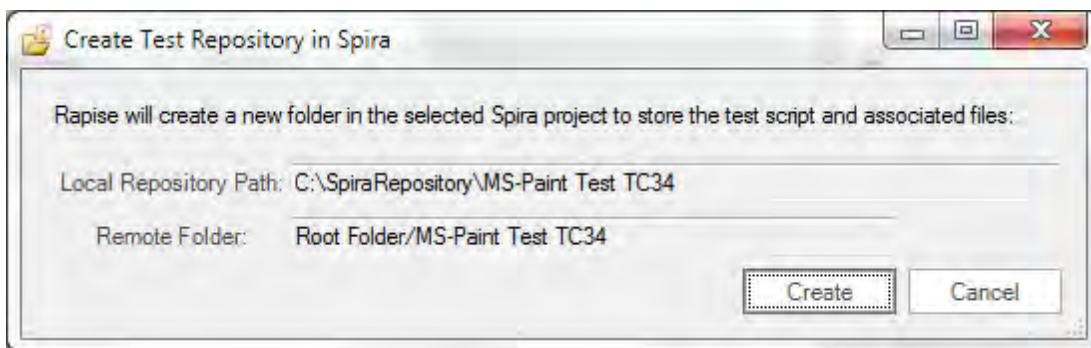 Create Test Repository in Spira
Rapise will create a new folder in the selected Spira project to store the test script and associated files:
Local Repository Path: C:\SpiraRepository\MS-Paint Test TC34
Remote Folder: Root Folder/MS-Paint Test TC34
Create Cancel